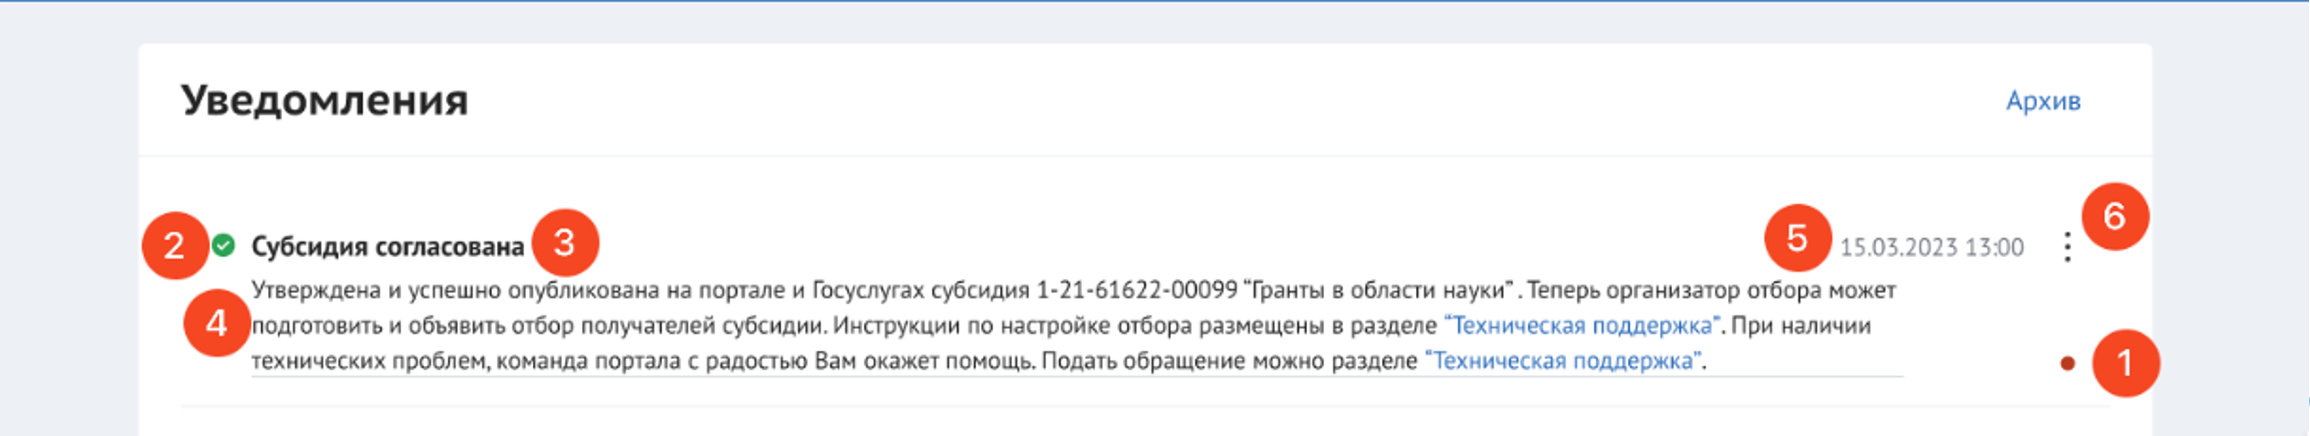 Уведомления
Архив
2 Субсидия согласована 3 5 15.03.2023 13:00 6
Утверждена и успешно опубликована на портале и Госуслугах субсидия 1-21-61622-00099 “Гранты в области науки” . Теперь организатор отбора может
4 подготовить и объявить отбор получателей субсидии. Инструкции по настройке отбора размещены в разделе “Техническая поддержка”. При наличии
технических проблем, команда портала с радостью Вам окажет помощь. Подать обращение можно разделе “Техническая поддержка”. 1